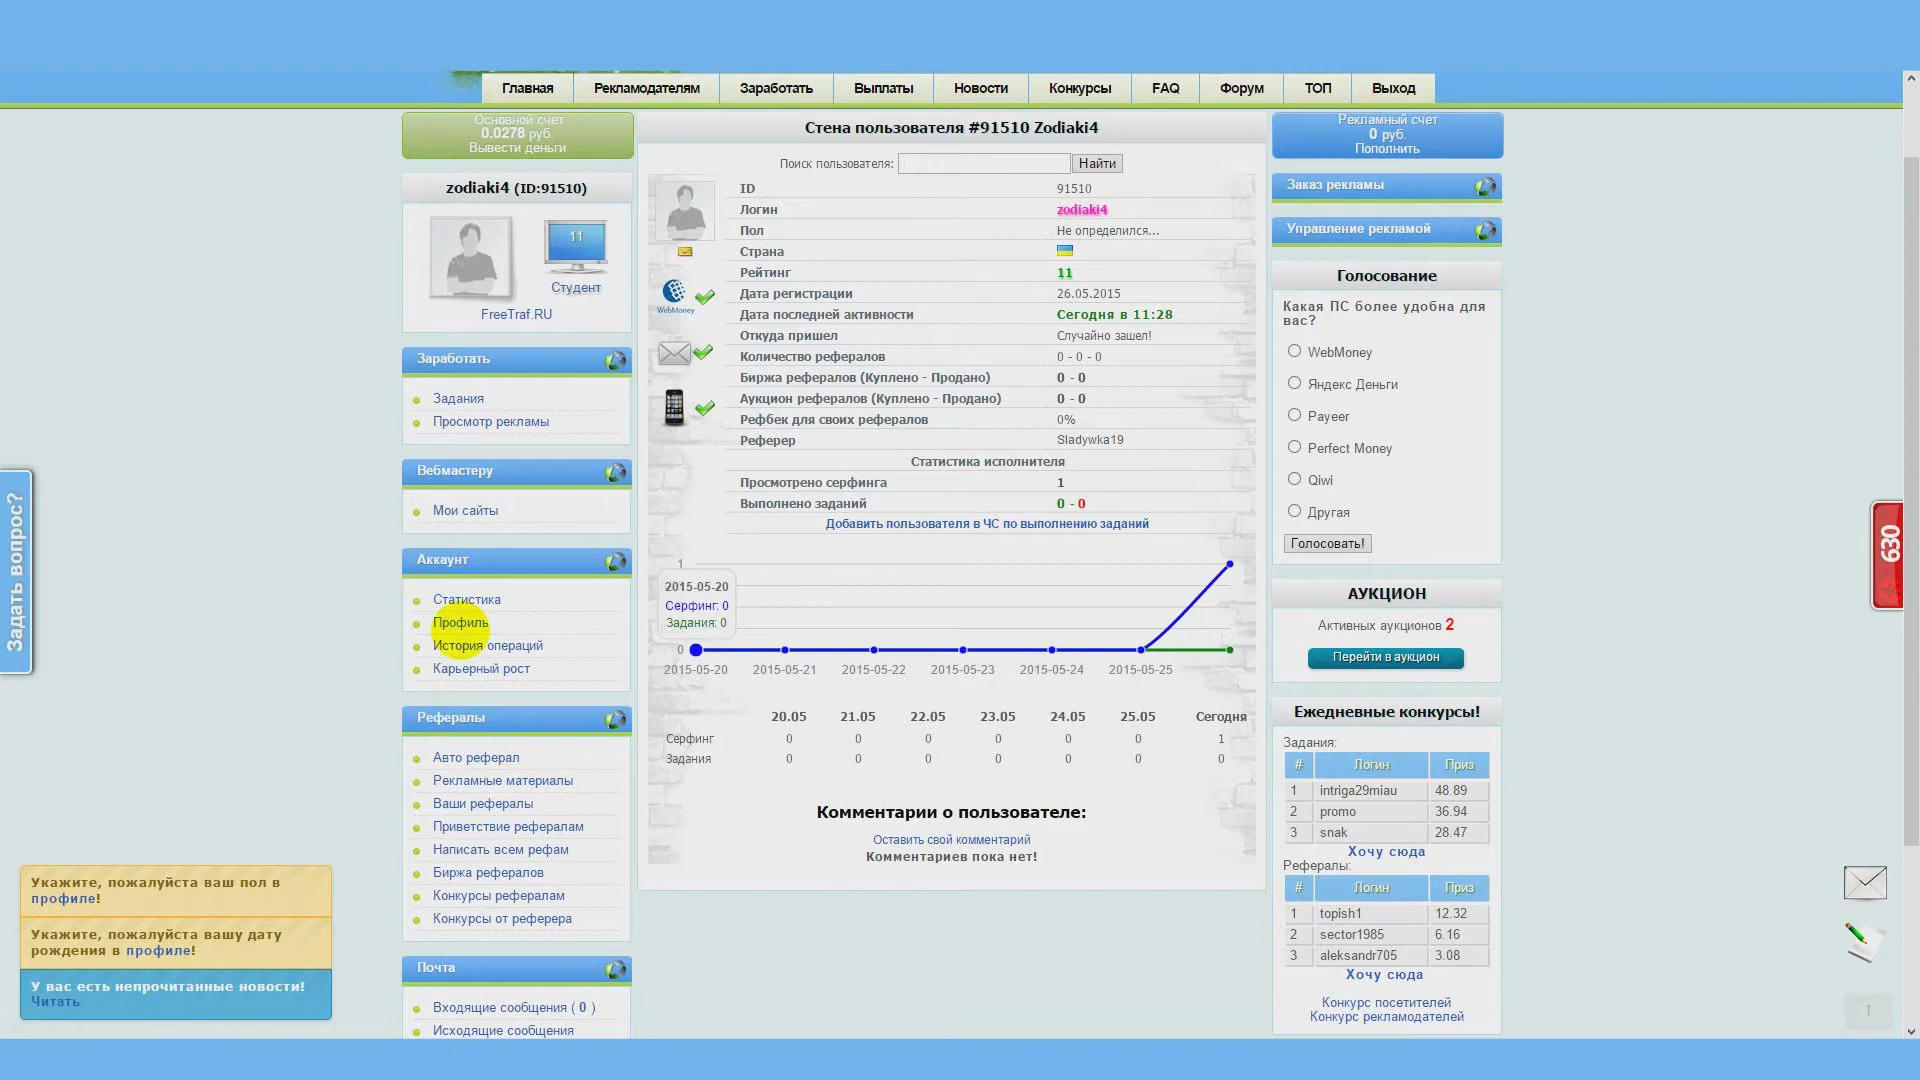 Главная Рекламодателям Заработать Выплаты Новости Конкурсы FAQ Форум ТОП Выход
Основной счет
0.0278 руб.
Вывести деньги
zodiaki4 (ID:91510)
11
Студент
FreeTraf.RU
Заработать
Задания
Просмотр рекламы
Вебмастеру
Мои сайты
Аккаунт
Статистика
Профиль
История операций
Карьерный рост
Рефералы
Авто реферал
Рекламные материалы
Ваши рефералы
Приветствие рефералам
Написать всем рефам
Биржа рефералов
Конкурсы рефералам
Конкурсы от реферера
Почта
Входящие сообщения ( 0 )
Исходящие сообщения
Задать вопрос?
Укажите, пожалуйста ваш пол в
профиле!
Укажите, пожалуйста вашу дату
рождения в профиле!
У вас есть непрочитанные новости!
Читать
Стена пользователя #91510 Zodiaki4
Поиск пользователя: Найти
WebMoney
ID 91510
Логин zodiaki4
Пол Не определился...
Страна
Рейтинг 11
Дата регистрации 26.05.2015
Дата последней активности Сегодня в 11:28
Откуда пришел Случайно зашел!
Количество рефералов 0 - 0 - 0
Биржа рефералов (Куплено - Продано) 0 - 0
Аукцион рефералов (Куплено - Продано) 0 - 0
Рефбек для своих рефералов 0%
Реферер Sladywka19
Статистика исполнителя
Просмотрено серфинга 1
Выполнено заданий 0 - 0
Добавить пользователя в ЧС по выполнению заданий
1
2015-05-20
Серфинг: 0
Задания: 0
0
2015-05-20 2015-05-21 2015-05-22 2015-05-23 2015-05-24 2015-05-25
20.05 21.05 22.05 23.05 24.05 25.05 Сегодня
Серфинг 0 0 0 0 0 0 1
Задания 0 0 0 0 0 0 0
Комментарии о пользователе:
Оставить свой комментарий
Комментариев пока нет!
Рекламный счет
0 руб.
Пополнить
Заказ рекламы
Управление рекламой
Голосование
Какая ПС более удобна для
вас?
WebMoney
Яндекс Деньги
Payeer
Perfect Money
Qiwi
Другая
Голосовать!
АУКЦИОН
Активных аукционов 2
Перейти в аукцион
Ежедневные конкурсы!
Задания:
# Логин Приз
1 intriga29miau 48.89
2 promo 36.94
3 snak 28.47
Хочу сюда
Рефералы:
# Логин Приз
1 topish1 12.32
2 sector1985 6.16
3 aleksandr705 3.08
Хочу сюда
Конкурс посетителей
Конкурс рекламодателей
630
↑